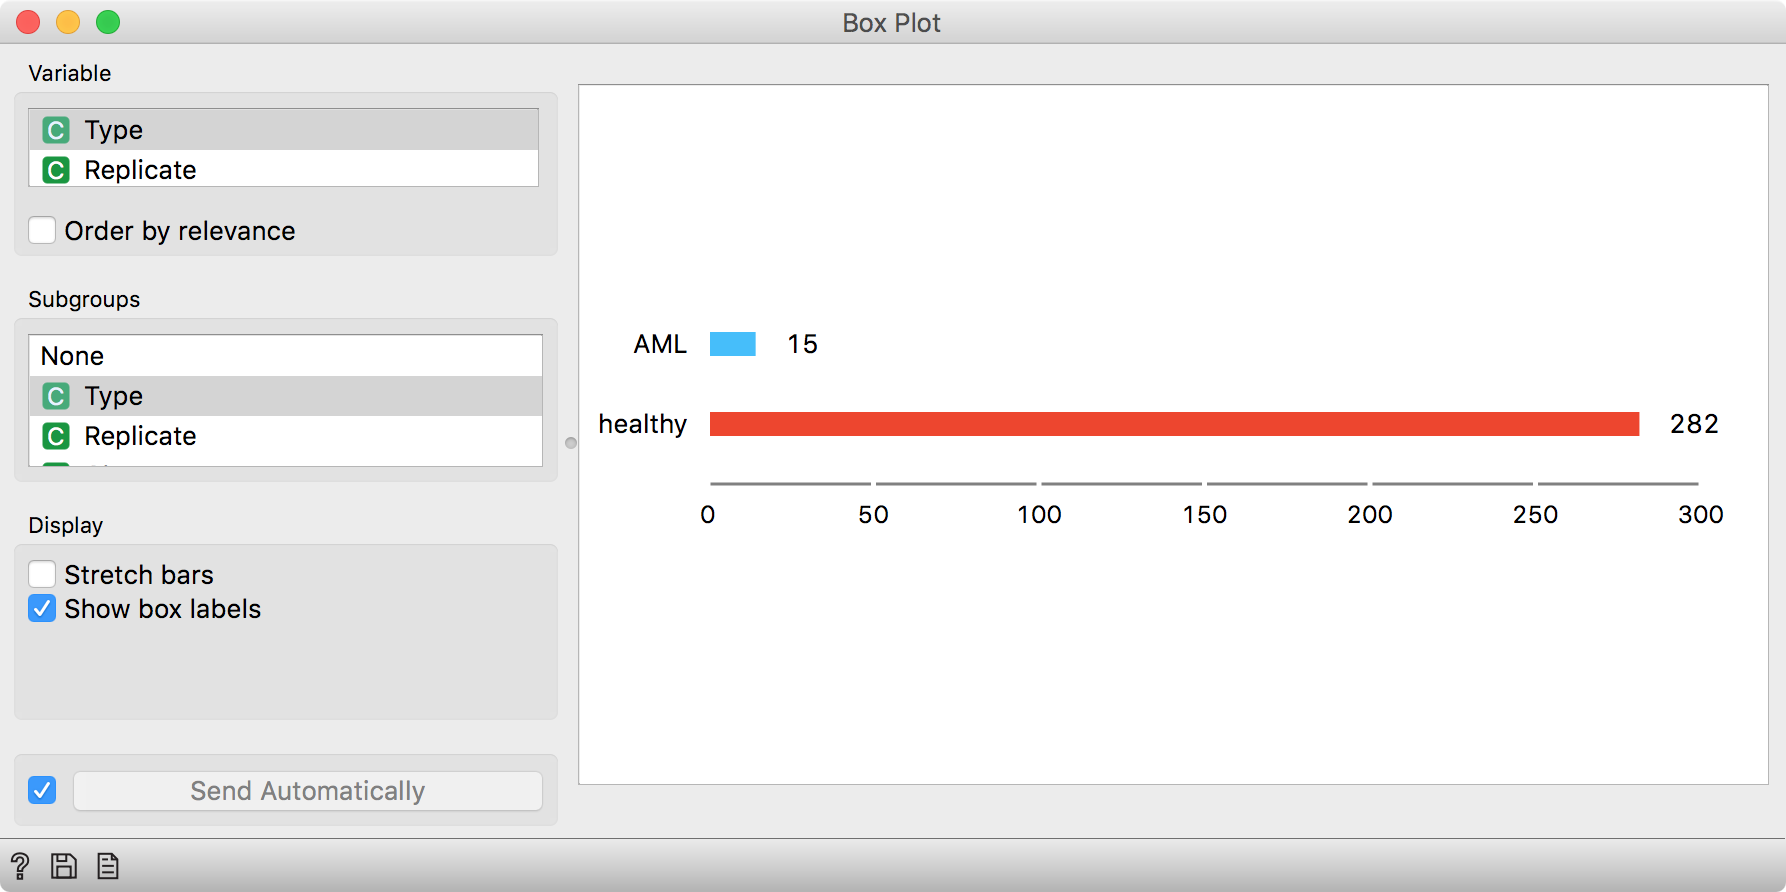 Box Plot
Variable
C Type
C Replicate
Order by relevance
Subgroups
None
C Type
C Replicate
Display
Stretch bars
Show box labels
Send Automatically
AML 15
healthy 282
0 50 100 150 200 250 300
?